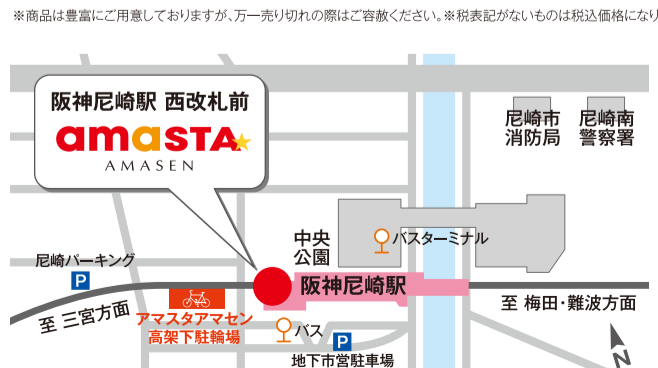 ※商品は豊富にご用意しておりますが、万一売り切れの際はご容赦ください。※税表記がないものは税込価格になり
阪神尼崎駅 西改札前
amaSTA
AMASEN
尼崎市
消防局
尼崎南
警察署
中央
公園
バスターミナル
尼崎パーキング
P
阪神尼崎駅
至 三宮方面
至 梅田・難波方面
アマスタアマセン
高架下駐輪場
バス
P
地下市営駐車場
N